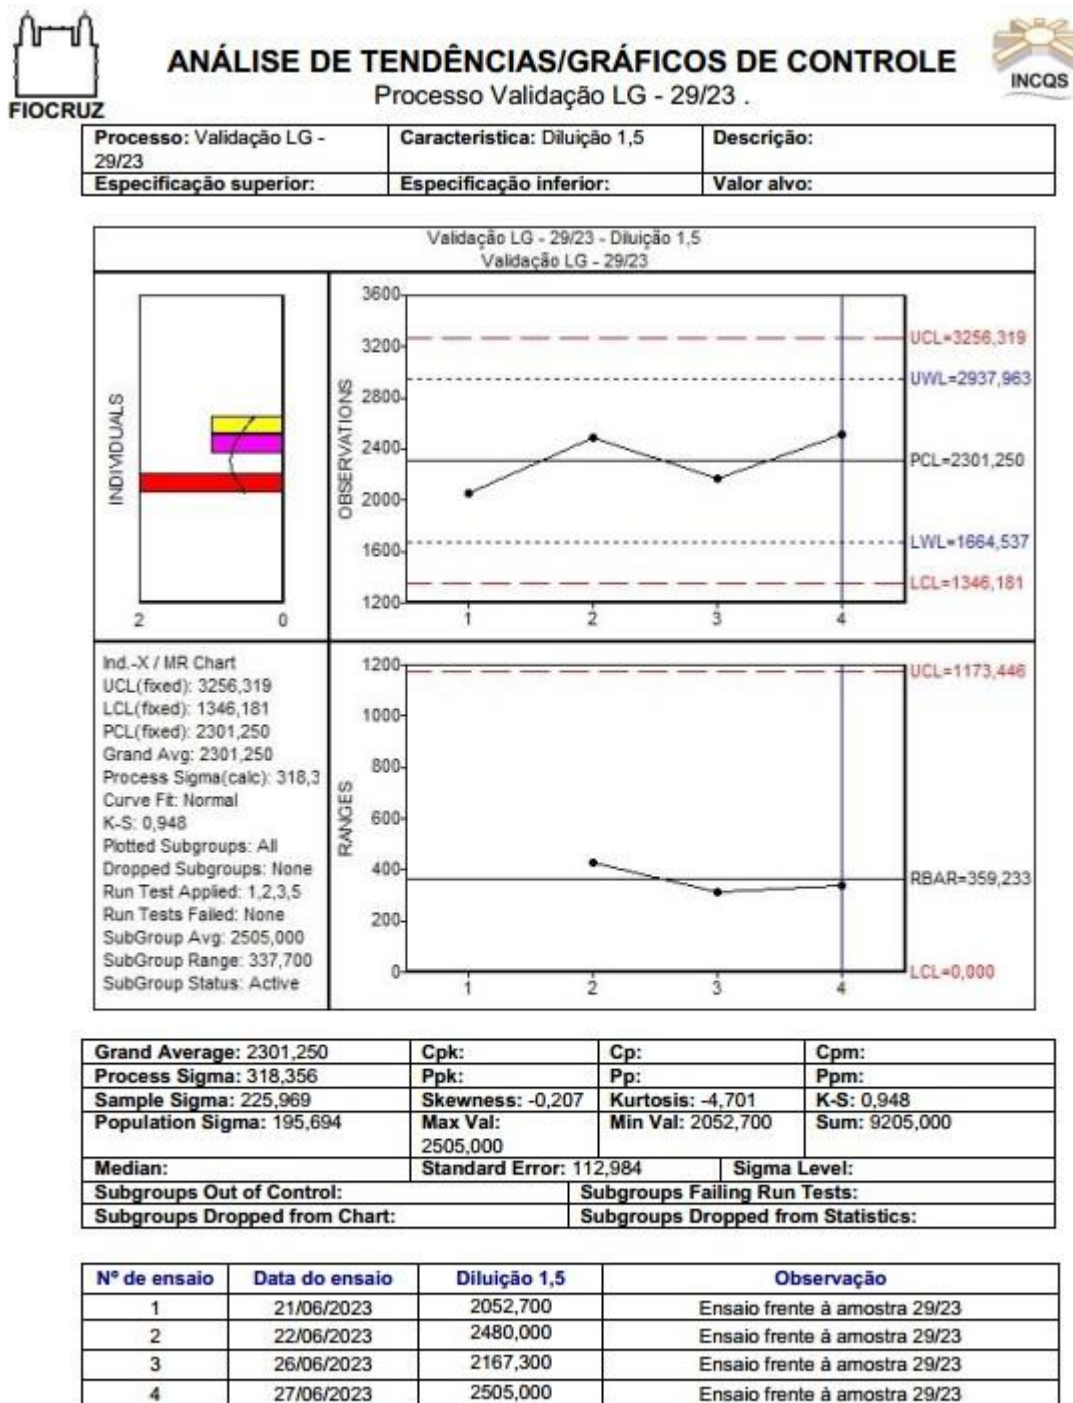 FIOCRUZ
ANÁLISE DE TENDÊNCIAS/GRÁFICOS DE CONTROLE
Processo Validação LG - 29/23 .
INCQS
Processo: Validação LG - 29/23
Caracteristica: Diluição 1,5
Descrição:
Especificação superior:
Especificação inferior:
Valor alvo:
Validação LG - 29/23 - Diluição 1,5
Validação LG - 29/23
INDIVIDUALS
2 0
OBSERVATIONS
3600
3200
2800
2400
2000
1600
1200
1 2 3 4
UCL=3256,319
UWL=2937,963
PCL=2301,250
LWL=1664,537
LCL=1346,181
Ind.-X / MR Chart
UCL(fixed): 3256,319
LCL(fixed): 1346,181
PCL(fixed): 2301,250
Grand Avg: 2301,250
Process Sigma(calc): 318,3
Curve Fit: Normal
K-S: 0,948
Plotted Subgroups: All
Dropped Subgroups: None
Run Test Applied: 1,2,3,5
Run Tests Failed: None
SubGroup Avg: 2505,000
SubGroup Range: 337,700
SubGroup Status: Active
RANGES
1200
1000
800
600
400
200
0
1 2 3 4
UCL=1173,446
RBAR=359,233
LCL=0,000
Grand Average: 2301,250 Cpk: Cp: Cpm:
Process Sigma: 318,356 Ppk: Pp: Ppm:
Sample Sigma: 225,969 Skewness: -0,207 Kurtosis: -4,701 K-S: 0,948
Population Sigma: 195,694 Max Val: 2505,000 Min Val: 2052,700 Sum: 9205,000
Median: Standard Error: 112,984 Sigma Level:
Subgroups Out of Control: Subgroups Failing Run Tests:
Subgroups Dropped from Chart: Subgroups Dropped from Statistics:
Nº de ensaio Data do ensaio Diluição 1,5 Observação
1 21/06/2023 2052,700 Ensaio frente à amostra 29/23
2 22/06/2023 2480,000 Ensaio frente à amostra 29/23
3 26/06/2023 2167,300 Ensaio frente à amostra 29/23
4 27/06/2023 2505,000 Ensaio frente à amostra 29/23